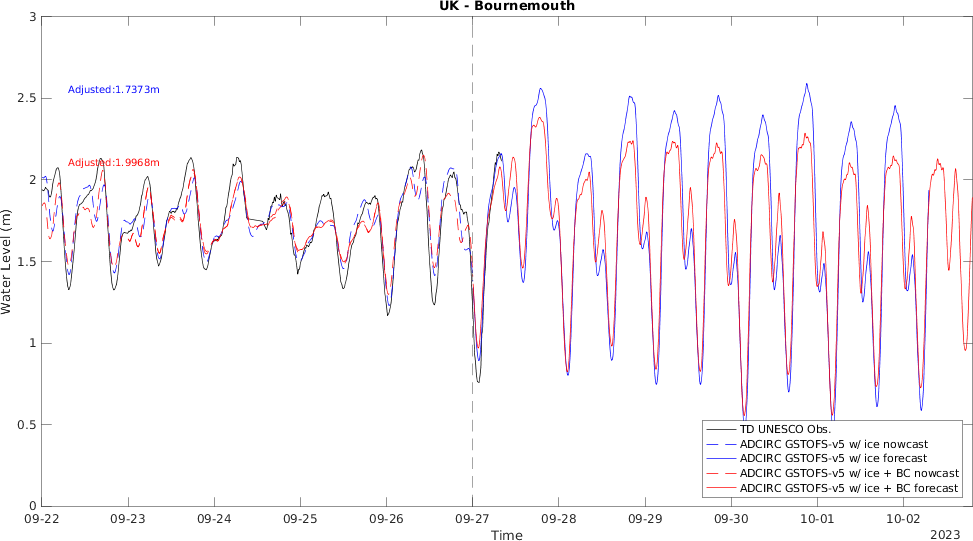 UK - Bournemouth
3
2.5
2
1.5
1
0.5
0
Water Level (m)
Adjusted:1.7373m
Adjusted:1.9968m
TD UNESCO Obs.
ADCIRC GSTOFS-v5 w/ ice nowcast
ADCIRC GSTOFS-v5 w/ ice forecast
ADCIRC GSTOFS-v5 w/ ice + BC nowcast
ADCIRC GSTOFS-v5 w/ ice + BC forecast
09-22 09-23 09-24 09-25 09-26 09-27 09-28 09-29 09-30 10-01 10-02
Time
2023